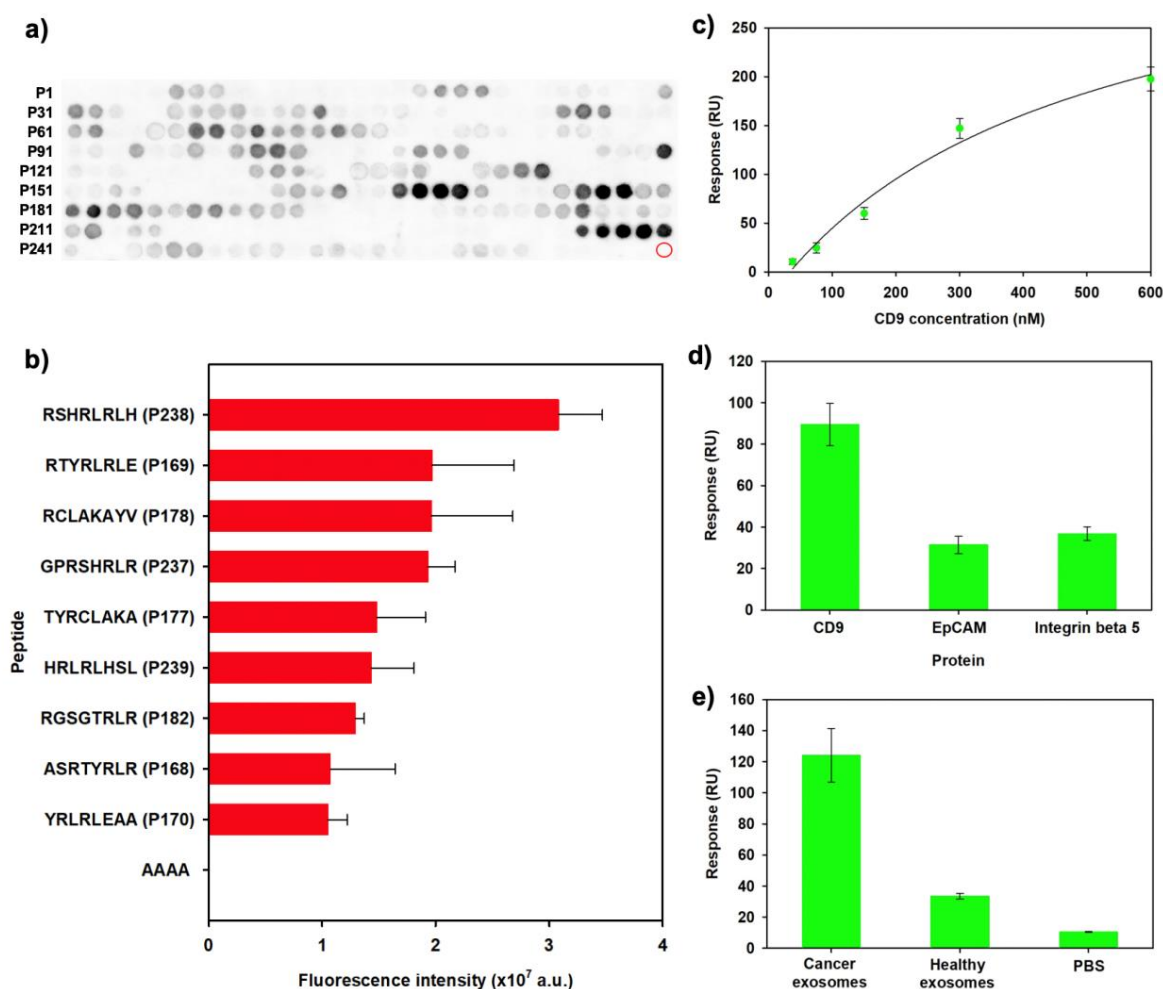 a)
P1
P31
P61
P91
P121
P151
P181
P211
P241
b)
Peptide
RSHRLRLH (P238)
RTYRLRLE (P169)
RCLAKAYV (P178)
GPRSHRLR (P237)
TYRCLAKA (P177)
HRLRLHSL (P239)
RGSGTRLR (P182)
ASRTYRLR (P168)
YRLRLEAA (P170)
AAAA
0 1 2 3 4
Fluorescence intensity (x10⁷ a.u.)
c)
Response (RU)
250
200
150
100
50
0
0 100 200 300 400 500 600
CD9 concentration (nM)
d)
Response (RU)
120
100
80
60
40
20
0
CD9 EpCAM Integrin beta 5
Protein
e)
Response (RU)
160
140
120
100
80
60
40
20
0
Cancer Healthy PBS
exosomes exosomes